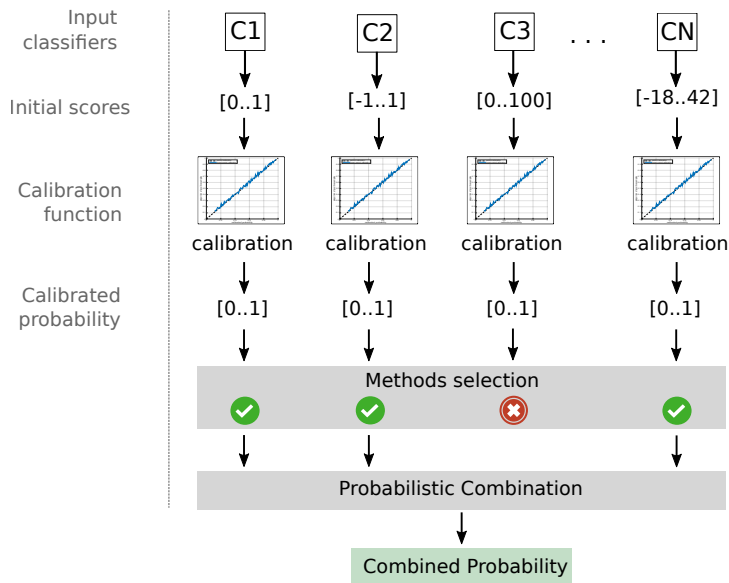 Input
classifiers
C1
C2
C3
. . .
CN
Initial scores
[0..1]
[-1..1]
[0..100]
[-18..42]
Calibration
function
calibration
calibration
calibration
calibration
Calibrated
probability
[0..1]
[0..1]
[0..1]
[0..1]
Methods selection
Probabilistic Combination
Combined Probability